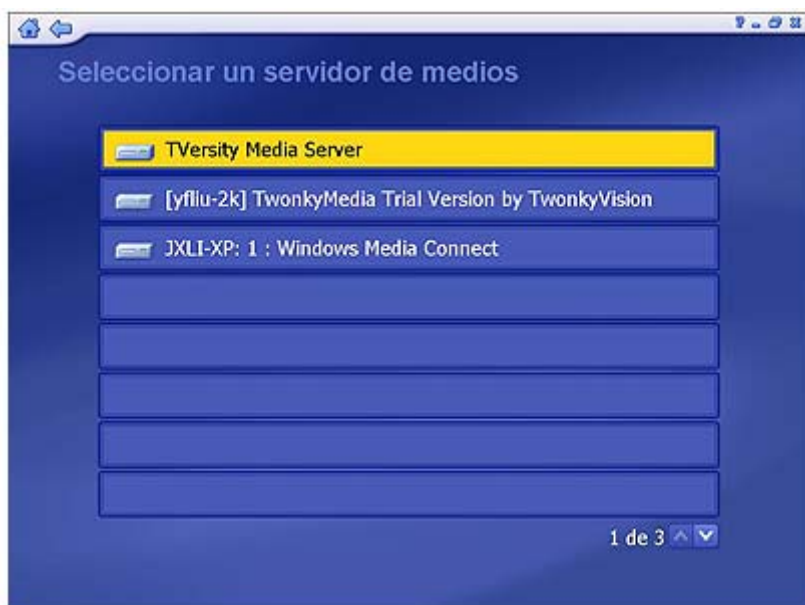 Seleccionar un servidor de medios
TVersity Media Server
[yfliu-2k] TwonkyMedia Trial Version by TwonkyVision
JXLI-XP: 1 : Windows Media Connect
1 de 3